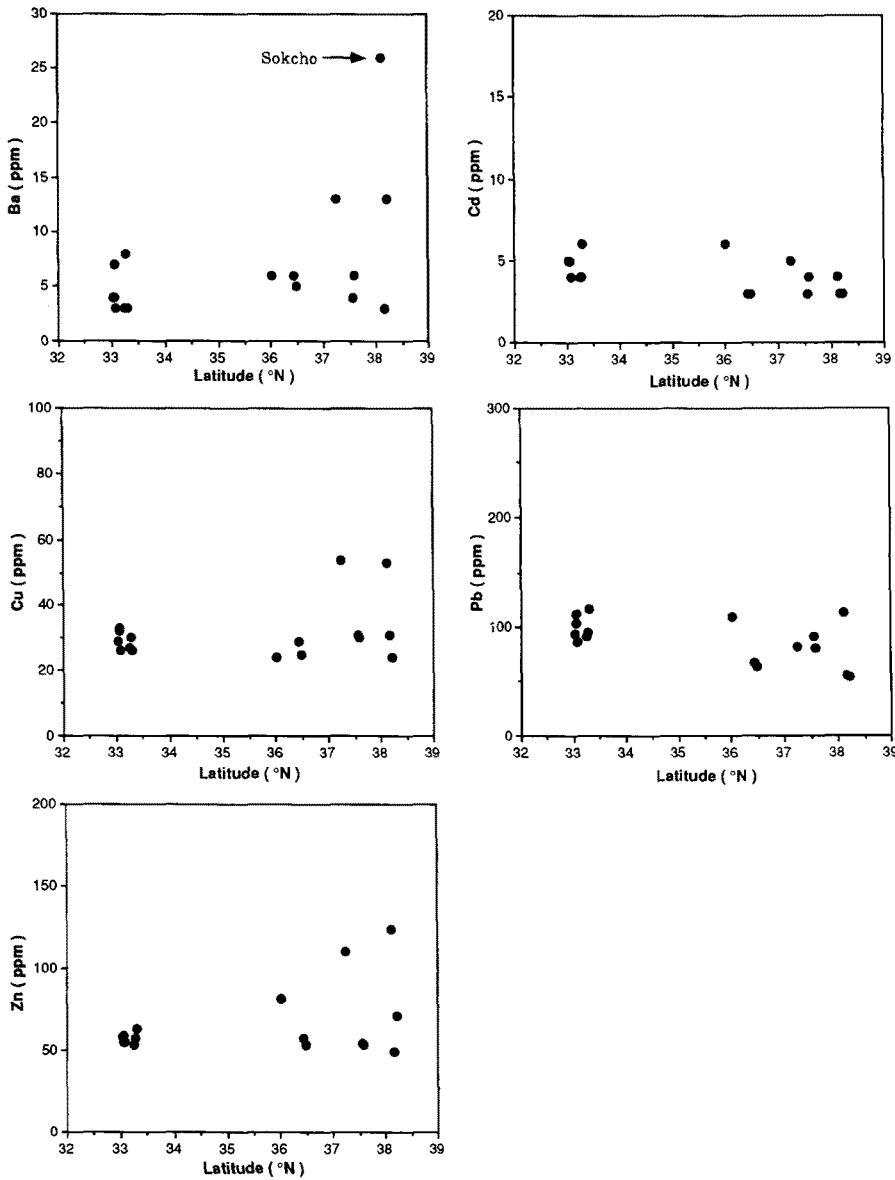 30
25
20
15
10
5
0
Ba ( ppm )
Sokcho
32 33 34 35 36 37 38 39
Latitude ( °N )
20
15
10
5
0
Cd ( ppm )
32 33 34 35 36 37 38 39
Latitude ( °N )
100
80
60
40
20
0
Cu ( ppm )
32 33 34 35 36 37 38 39
Latitude ( °N )
300
200
100
0
Pb ( ppm )
32 33 34 35 36 37 38 39
Latitude ( °N )
200
150
100
50
0
Zn ( ppm )
32 33 34 35 36 37 38 39
Latitude ( °N )